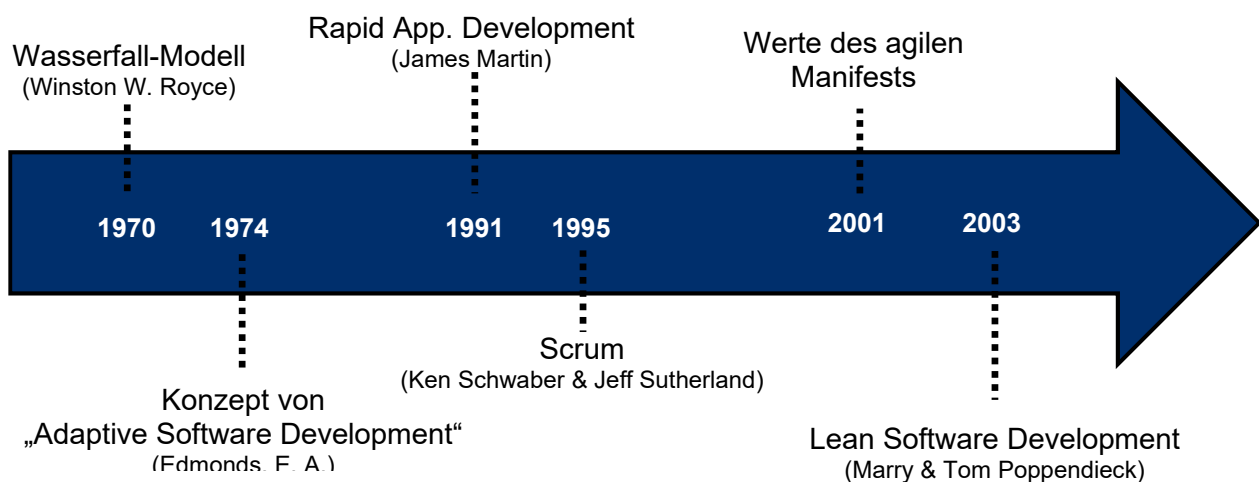 Wasserfall-Modell
(Winston W. Royce)
Rapid App. Development
(James Martin)
Werte des agilen
Manifests
1970
1974
1991
1995
2001
2003
Konzept von
„Adaptive Software Development“
(Edmonds, E. A.)
Scrum
(Ken Schwaber & Jeff Sutherland)
Lean Software Development
(Marry & Tom Poppendieck)